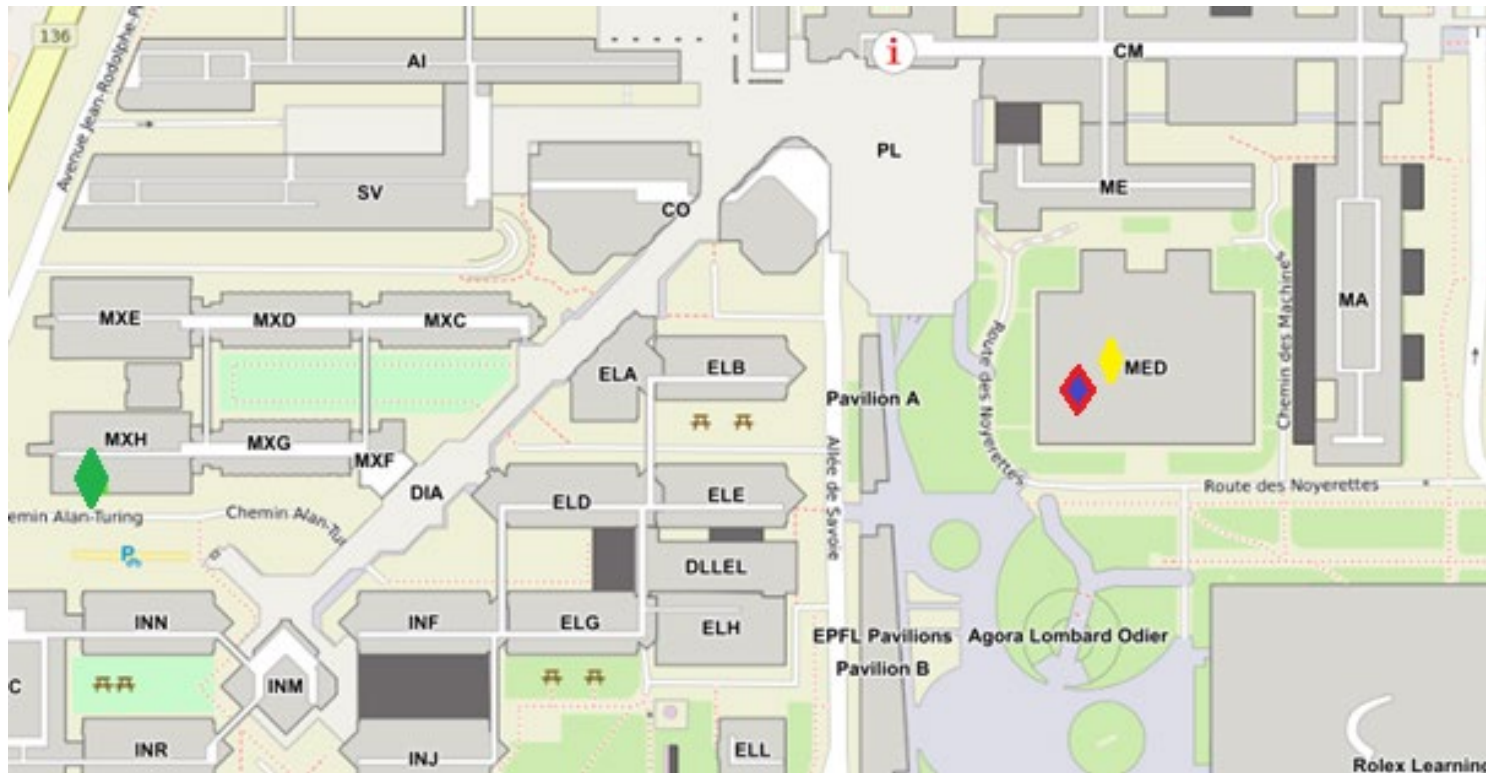 136
AI
i
CM
Avenue Jean-Rodolphe-P
PL
SV
ME
CO
MXE
MXD
MXC
Chemin des Machines
MA
ELA
ELB
MED
Route des Noyerettes
Pavilion A
MXH
MXG
MXF
Allée de Savoie
DIA
ELD
ELE
Route des Noyerettes
emin Alan-Turing
Chemin Alan-Tur
P
DLLEL
INN
INF
ELG
ELH
EPFL Pavilions
Agora Lombard Odier
Pavilion B
C
INM
INR
INJ
ELL
Rolex Learning